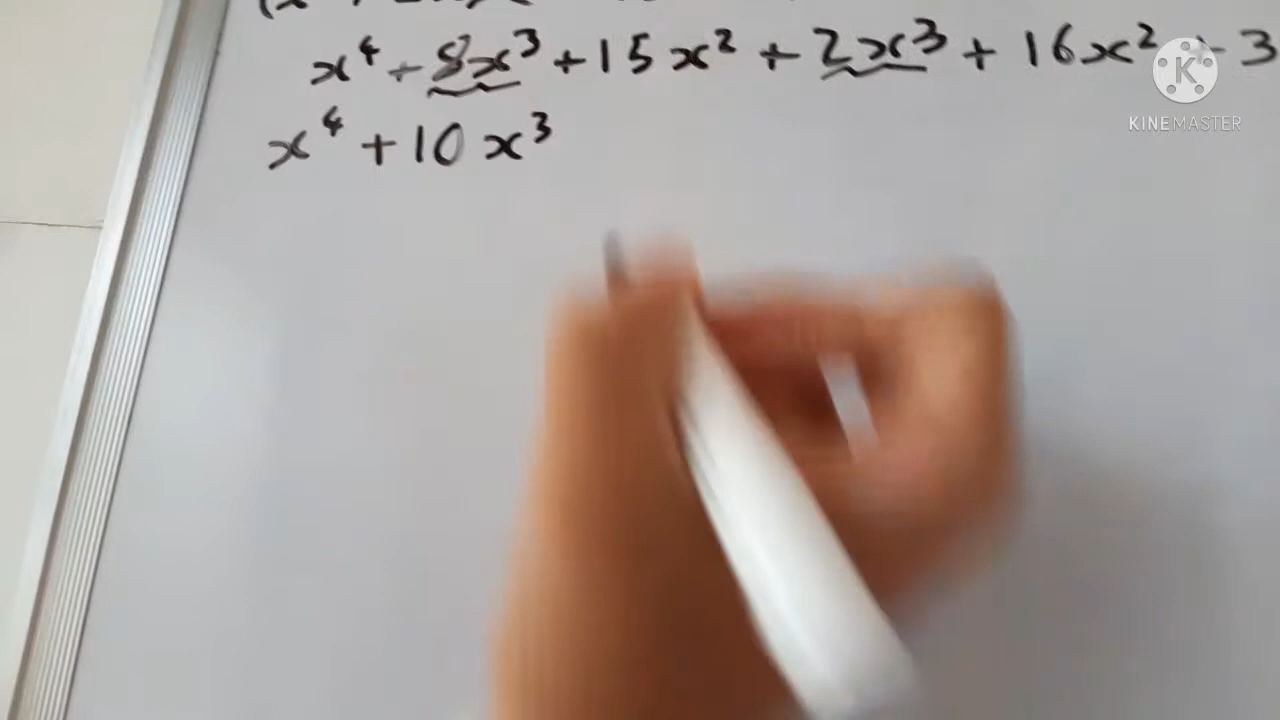 x⁴ + 8x³ + 15x² + 2x³ + 16x² + 3
x⁴ + 10x³
K
KINEMASTER